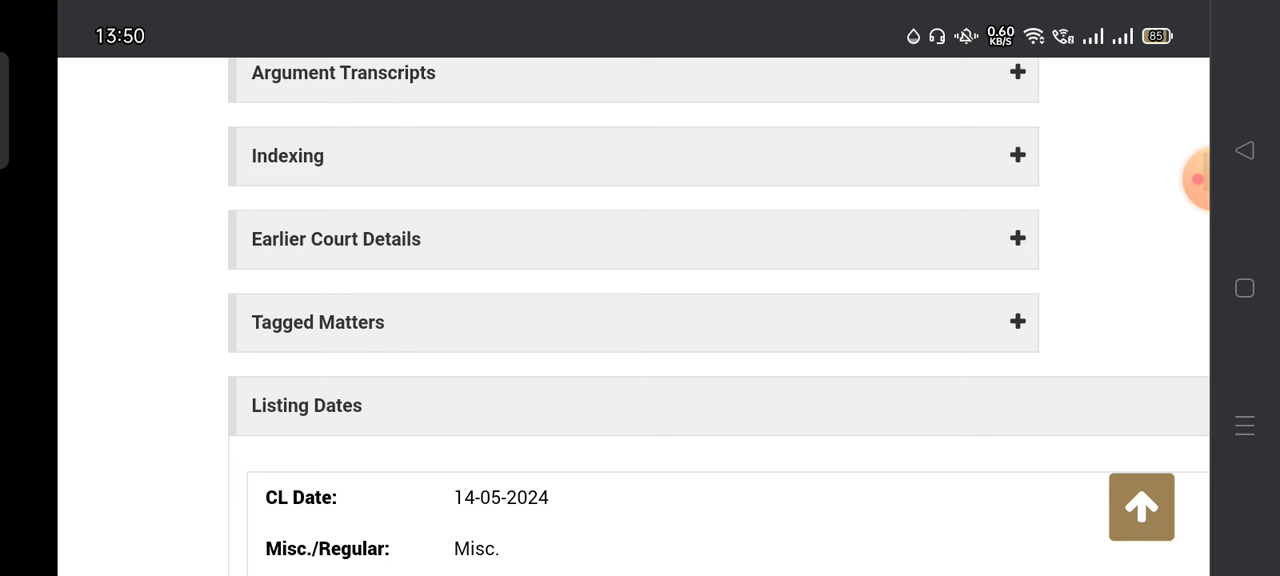 13:50
0.60
KB/S
2
85
Argument Transcripts
Indexing
Earlier Court Details
Tagged Matters
Listing Dates
CL Date: 14-05-2024
Misc./Regular: Misc.